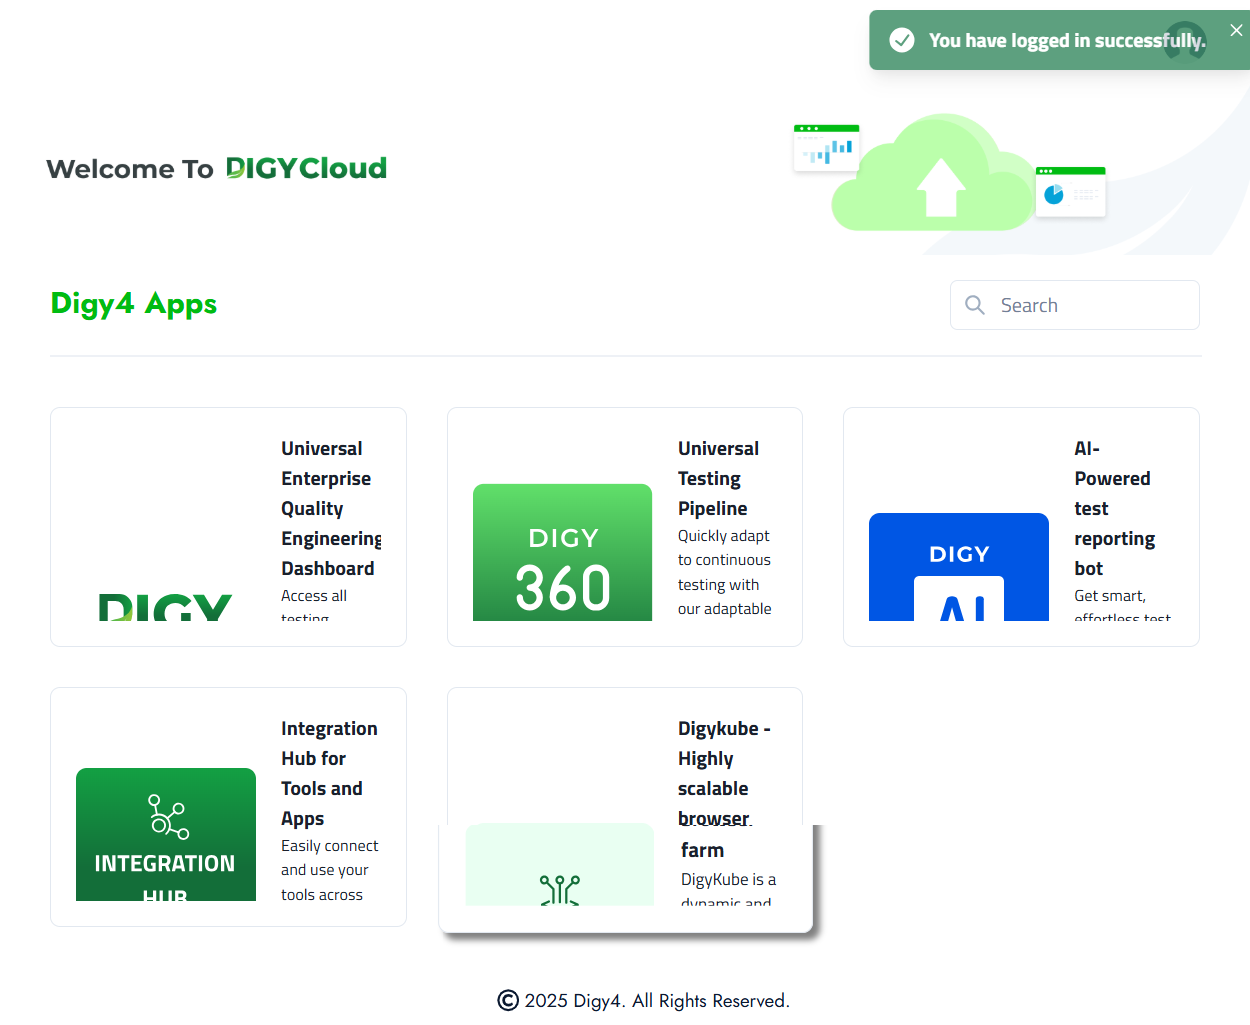 You have logged in successfully.
Welcome To DIGYCloud
Digy4 Apps
Search
Universal
Enterprise
Quality
Engineering
Dashboard
Access all
testing
DIGY
Universal
Testing
Pipeline
Quickly adapt
to continuous
testing with
our adaptable
DIGY
360
AI-
Powered
test
reporting
bot
Get smart,
effortless test
DIGY
AI
Integration
Hub for
Tools and
Apps
Easily connect
and use your
tools across
INTEGRATION
HUB
Digykube -
Highly
scalable
browser
farm
DigyKube is a
dynamic and
© 2025 Digy4. All Rights Reserved.